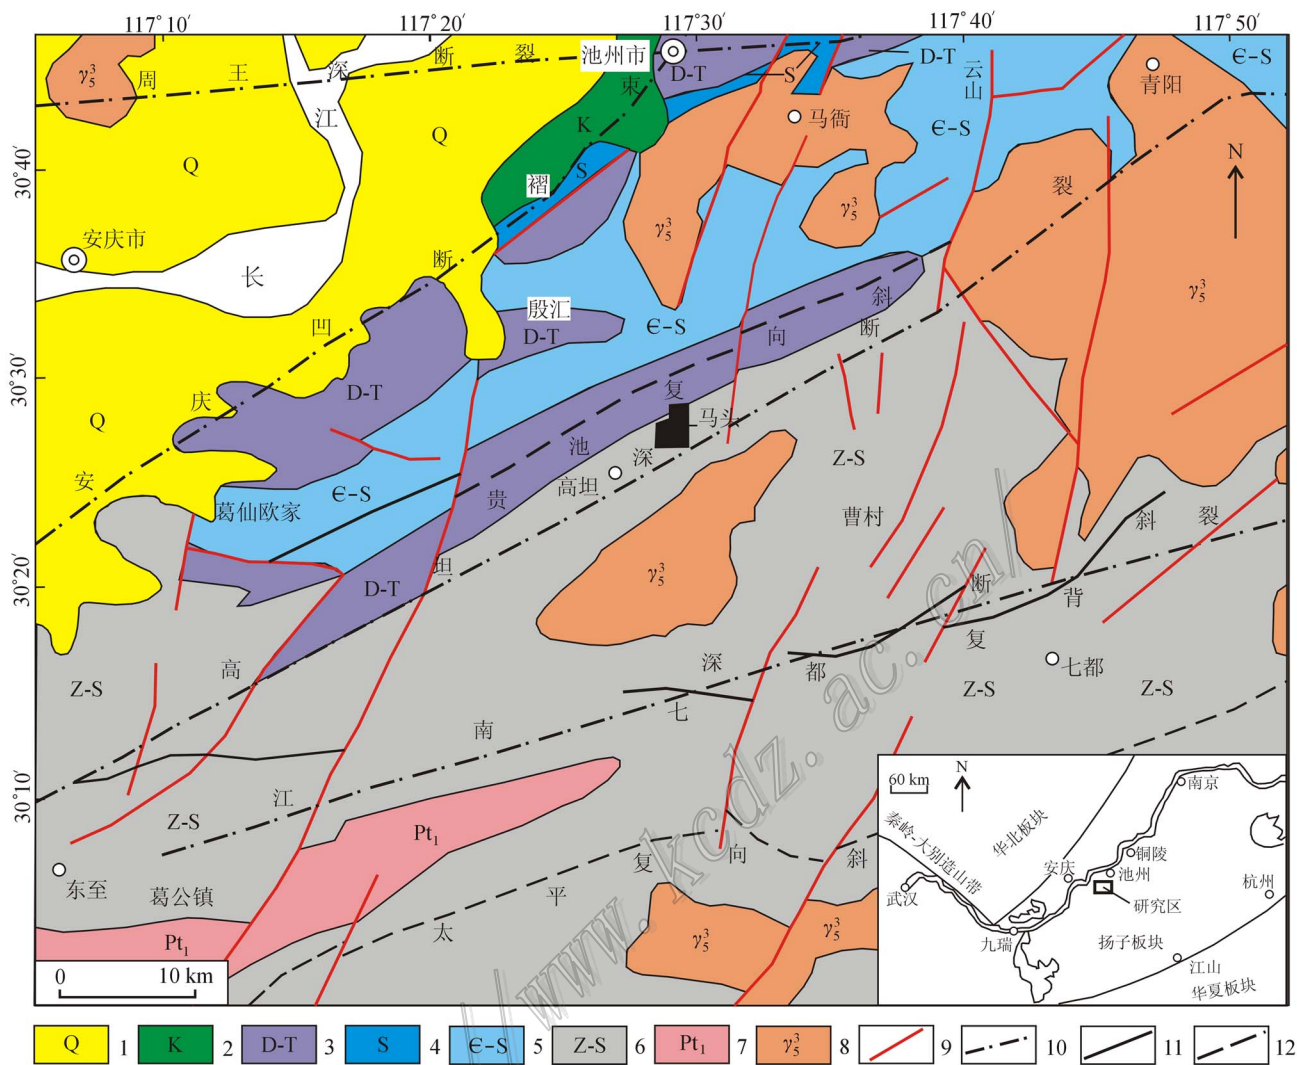 117°10′ 117°20′ 117°30′ 117°40′ 117°50′
30°40′
30°30′
30°20′
30°10′
γ₅³
周 王 深 断 裂
池州市
D-T
S
D-T
云山
青阳
Є-S
江
Q
Q
束
K
马衙
Є-S
N
S
褶
裂
γ₅³
γ₅³
γ₅³
安庆市
长
断
凹
殷汇
D-T
Є-S
斜
向
断
庆
D-T
复
马头
Q
池
深
Z-S
安
Є-S
贵
高坦
葛仙欧家
曹村
斜
裂
坦
D-T
γ₅³
断
背
复
高
深
都
七都
Z-S
Z-S
Z-S
南
七
江
Z-S
Pt₁
复
向
斜
东至
葛公镇
平
太
Pt₁
γ₅³
γ₅³
0 10 km
www.kcdz.ac.cn/
60 km
N
南京
秦岭-大别造山带
华北板块
安庆
铜陵
池州
武汉
杭州
研究区
九瑞
扬子板块
江山
华夏板块
Q 1 K 2 D-T 3 S 4 Є-S 5 Z-S 6 Pt₁ 7 γ₅³ 8 9 10 11 12